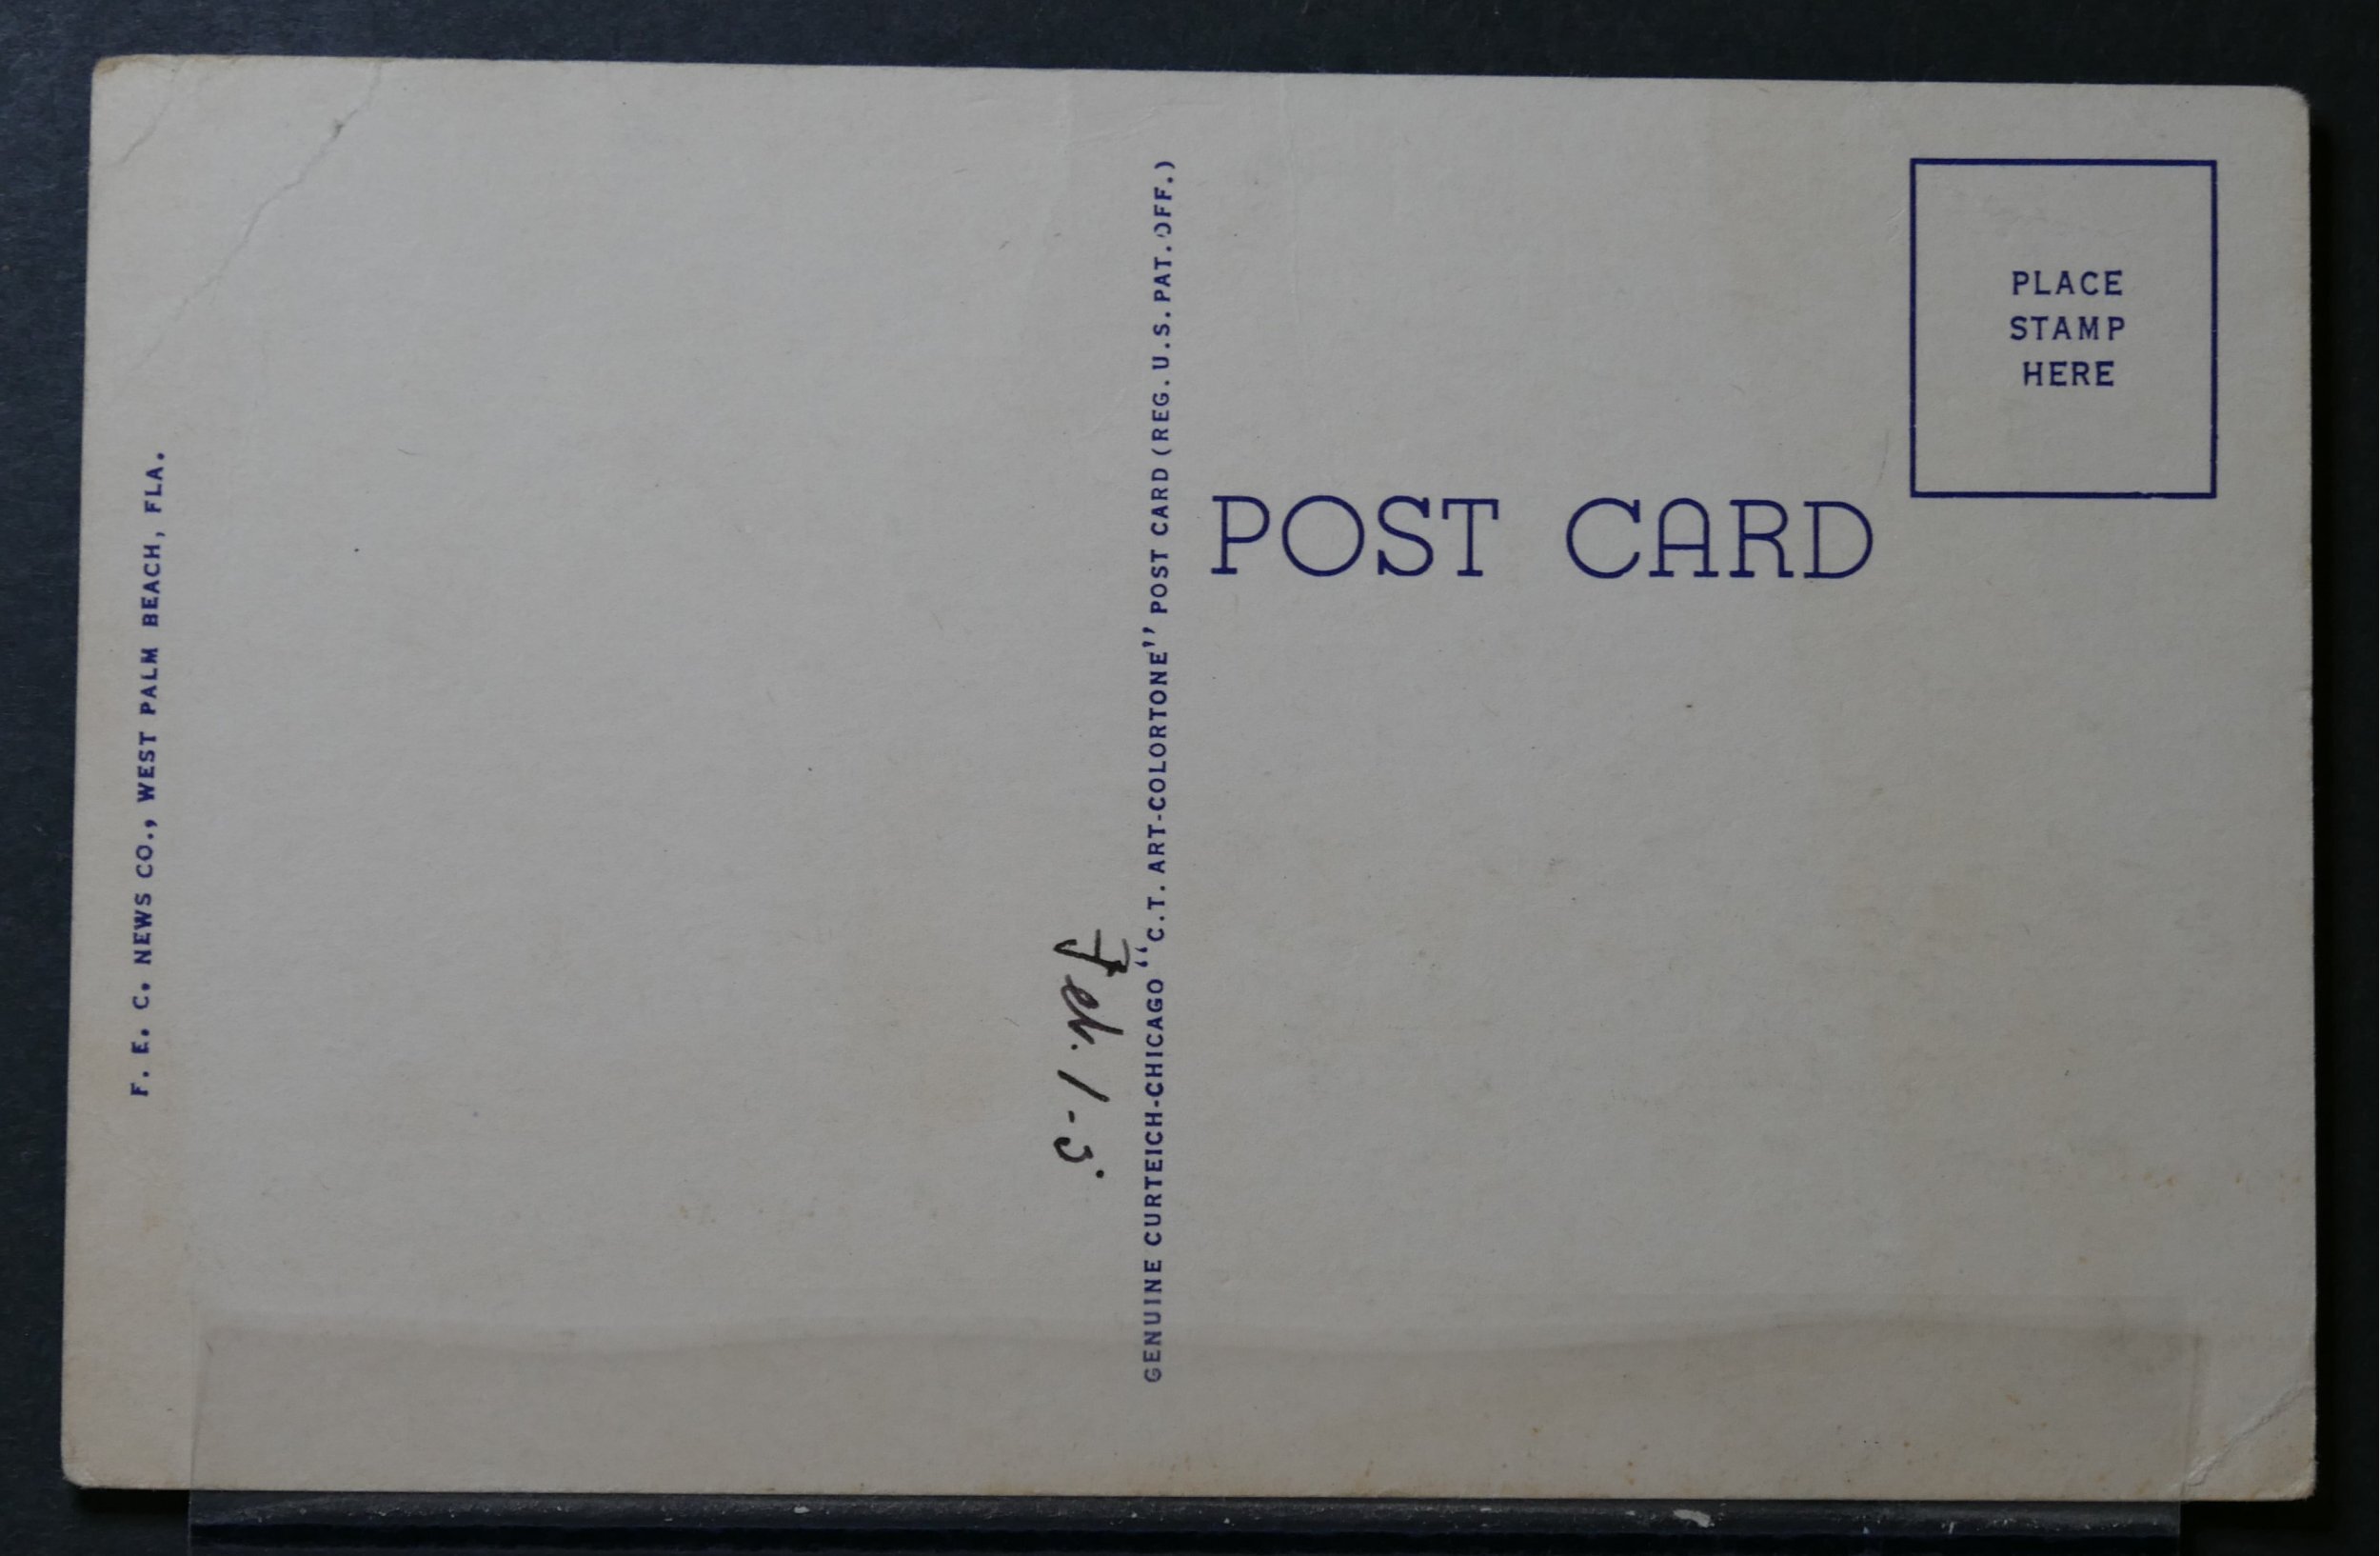 F. E. C. NEWS CO., WEST PALM BEACH, FLA.
Feb. 1-5
GENUINE CURTEICH-CHICAGO "C.T. ART-COLORTONE" POST CARD (REG. U.S. PAT. OFF.)
POST CARD
PLACE
STAMP
HERE